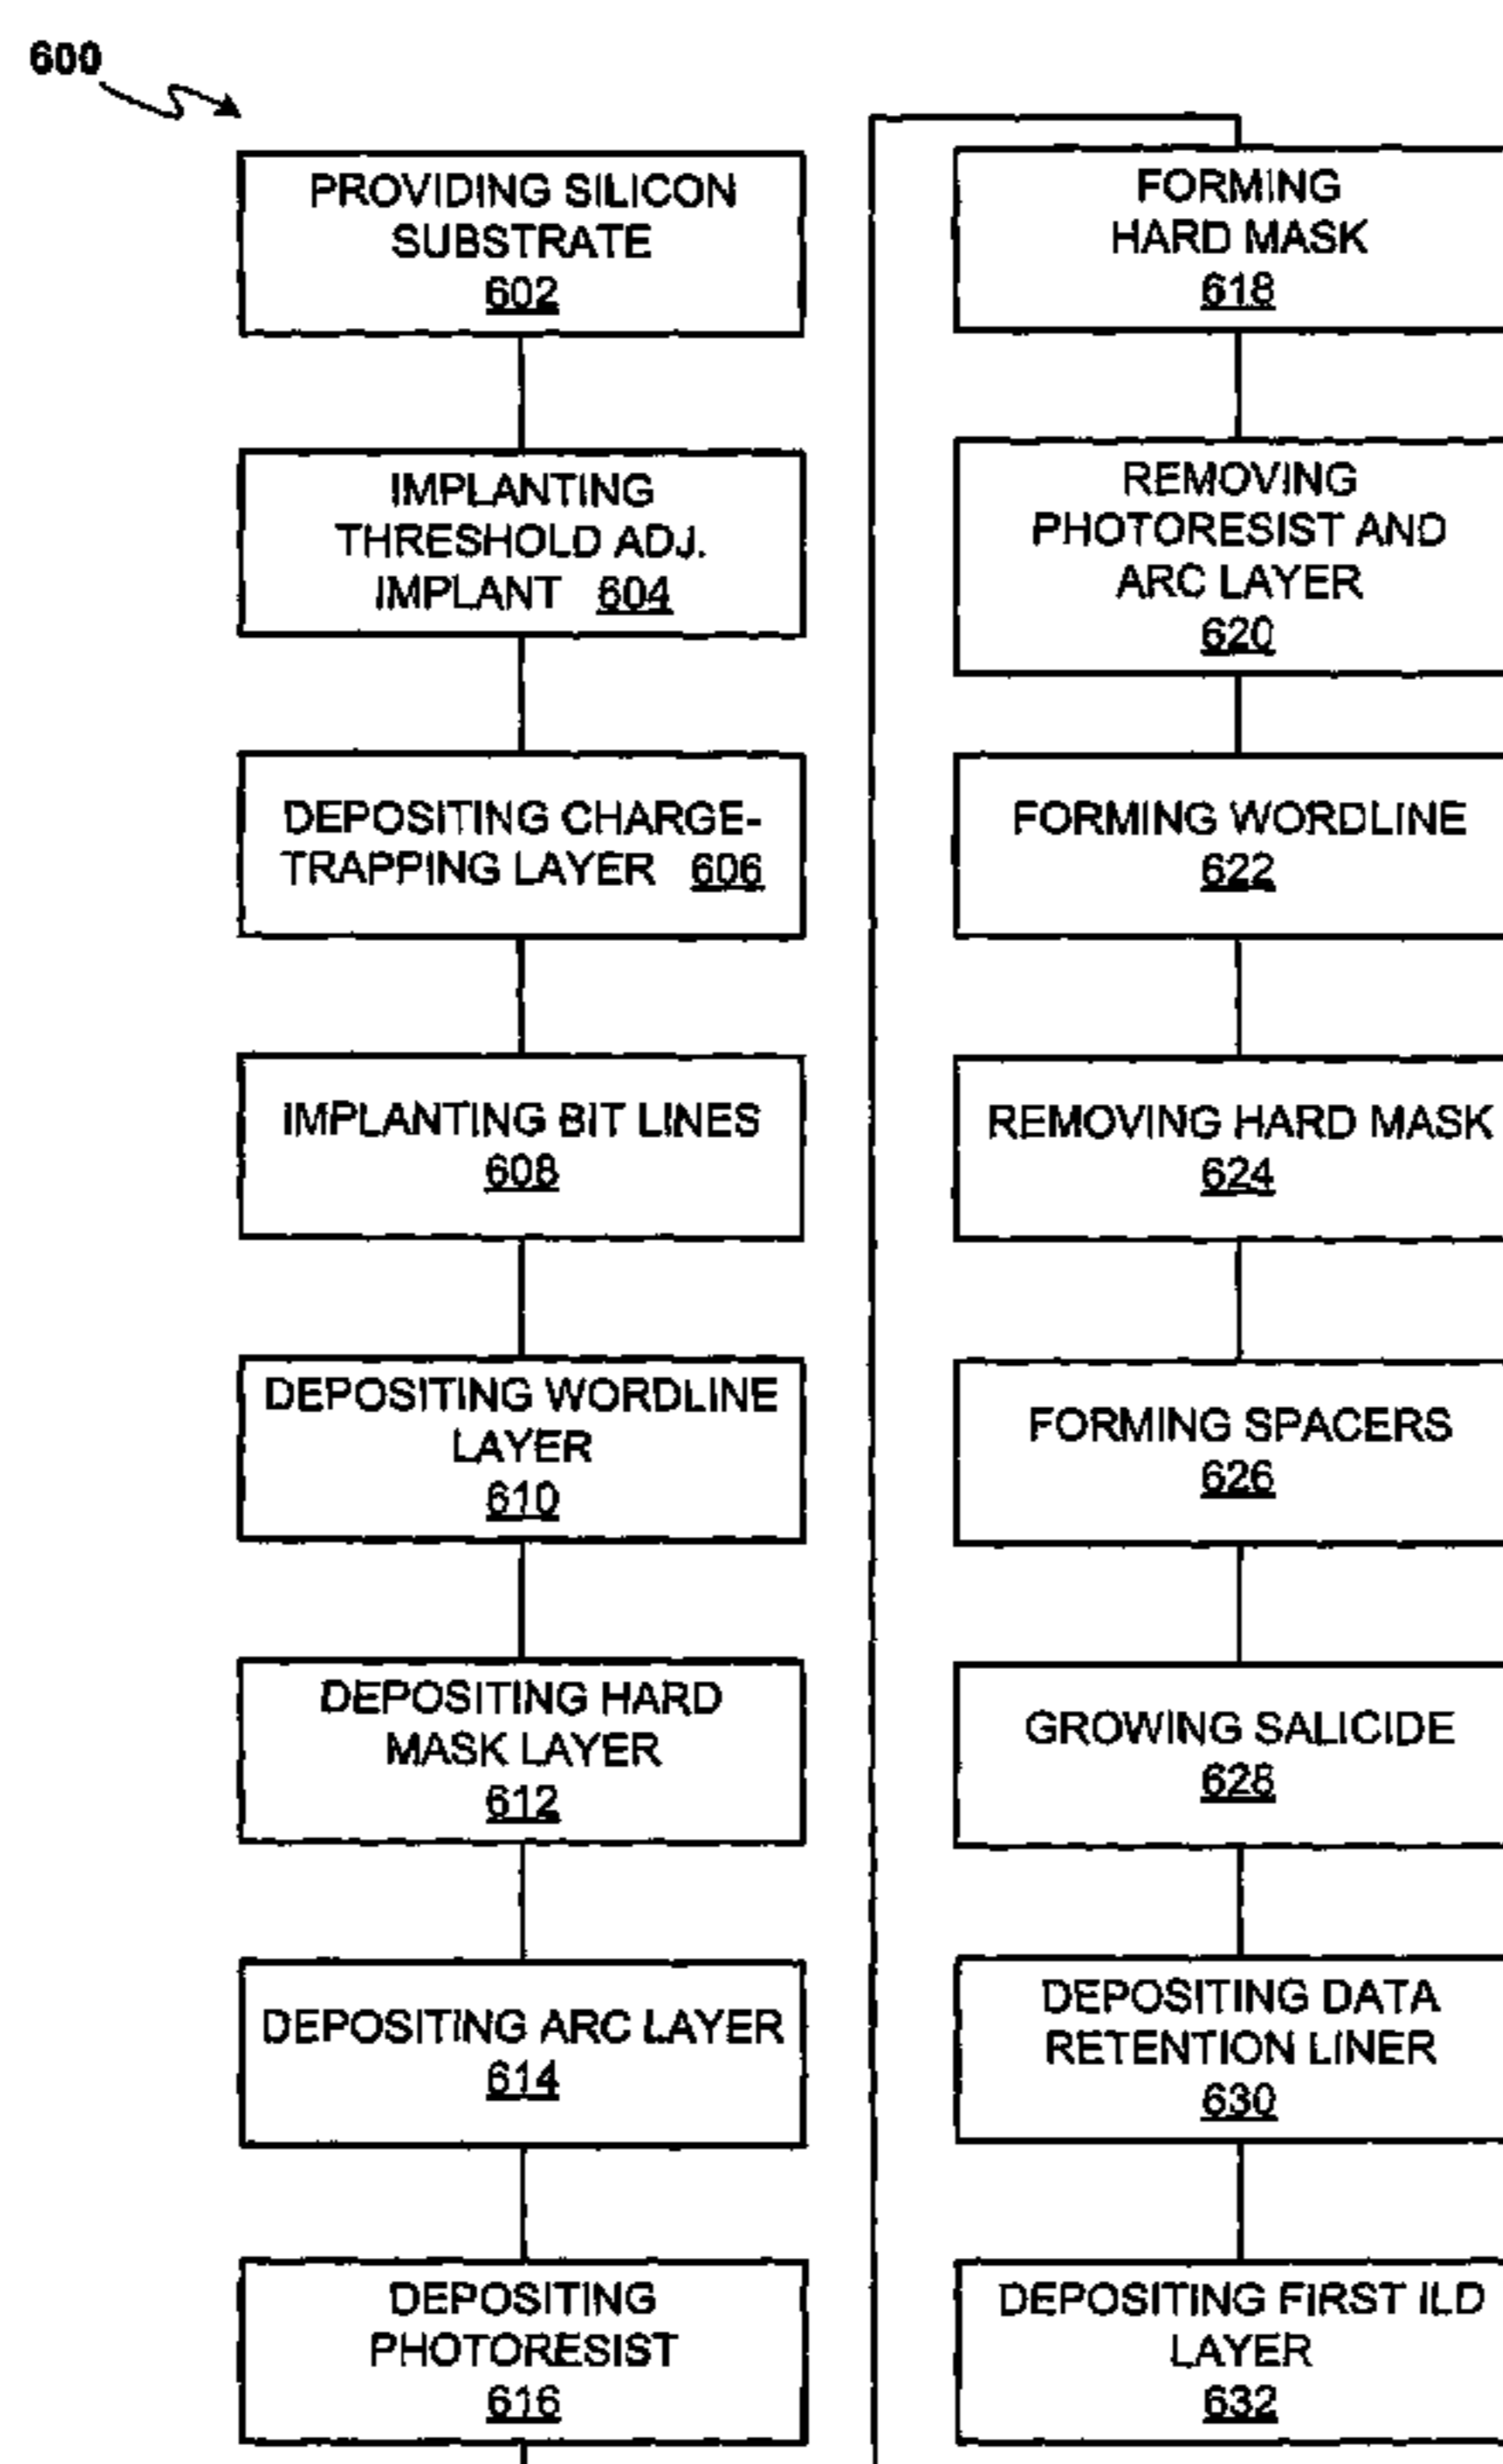 600
PROVIDING SILICON
SUBSTRATE
602
IMPLANTING
THRESHOLD ADJ.
IMPLANT 604
DEPOSITING CHARGE-
TRAPPING LAYER 606
IMPLANTING BIT LINES
608
DEPOSITING WORDLINE
LAYER
610
DEPOSITING HARD
MASK LAYER
612
DEPOSITING ARC LAYER
614
DEPOSITING
PHOTORESIST
616
FORMING
HARD MASK
618
REMOVING
PHOTORESIST AND
ARC LAYER
620
FORMING WORDLINE
622
REMOVING HARD MASK
624
FORMING SPACERS
626
GROWING SALICIDE
628
DEPOSITING DATA
RETENTION LINER
630
DEPOSITING FIRST ILD
LAYER
632